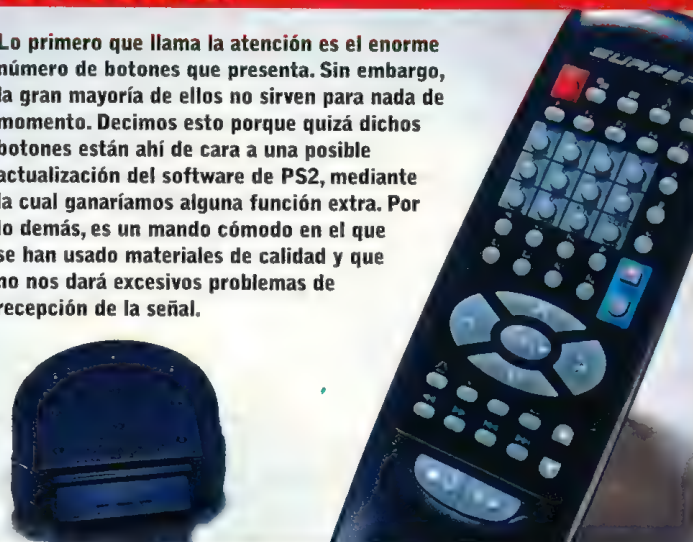 Lo primero que llama la atención es el enorme
número de botones que presenta. Sin embargo,
la gran mayoría de ellos no sirven para nada de
momento. Decimos esto porque quizá dichos
botones están ahí de cara a una posible
actualización del software de PS2, mediante
la cual ganaríamos alguna función extra. Por
lo demás, es un mando cómodo en el que
se han usado materiales de calidad y que
no nos dará excesivos problemas de
recepción de la señal.